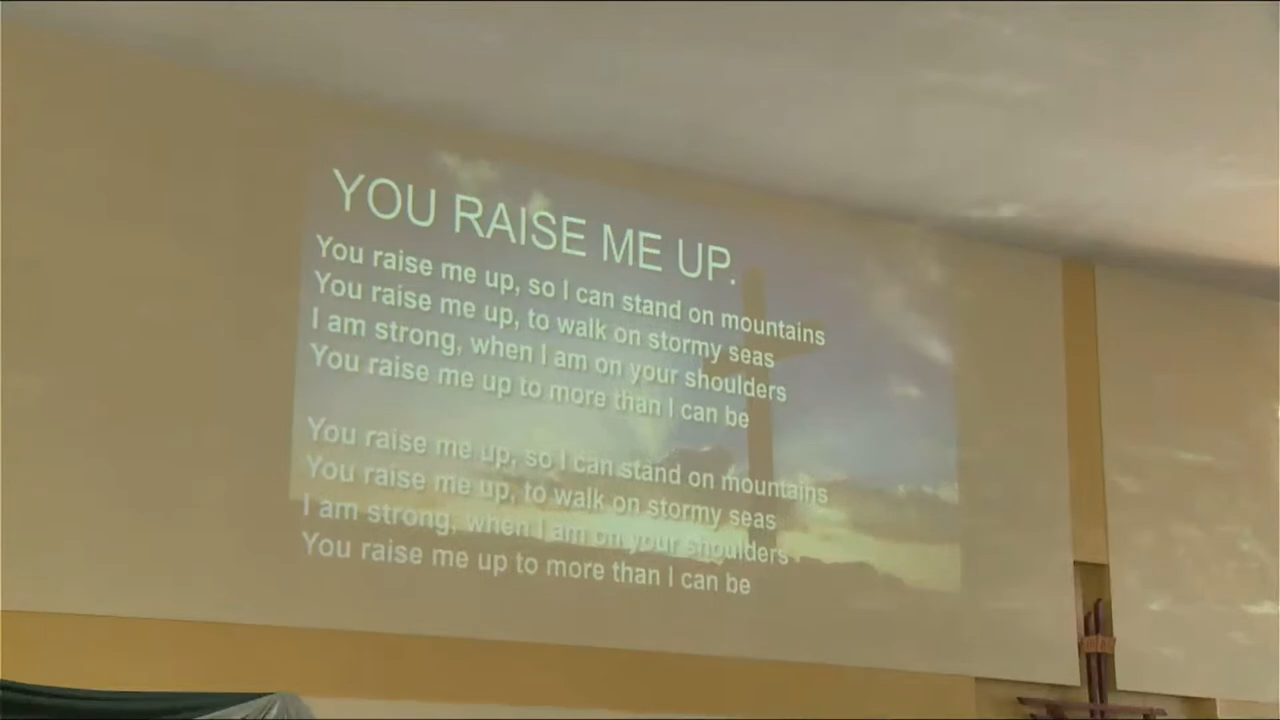 YOU RAISE ME UP.
You raise me up, so I can stand on mountains
You raise me up, to walk on stormy seas
I am strong, when I am on your shoulders
You raise me up to more than I can be
You raise me up, so I can stand on mountains
You raise me up, to walk on stormy seas
I am strong, when I am on your shoulders
You raise me up to more than I can be